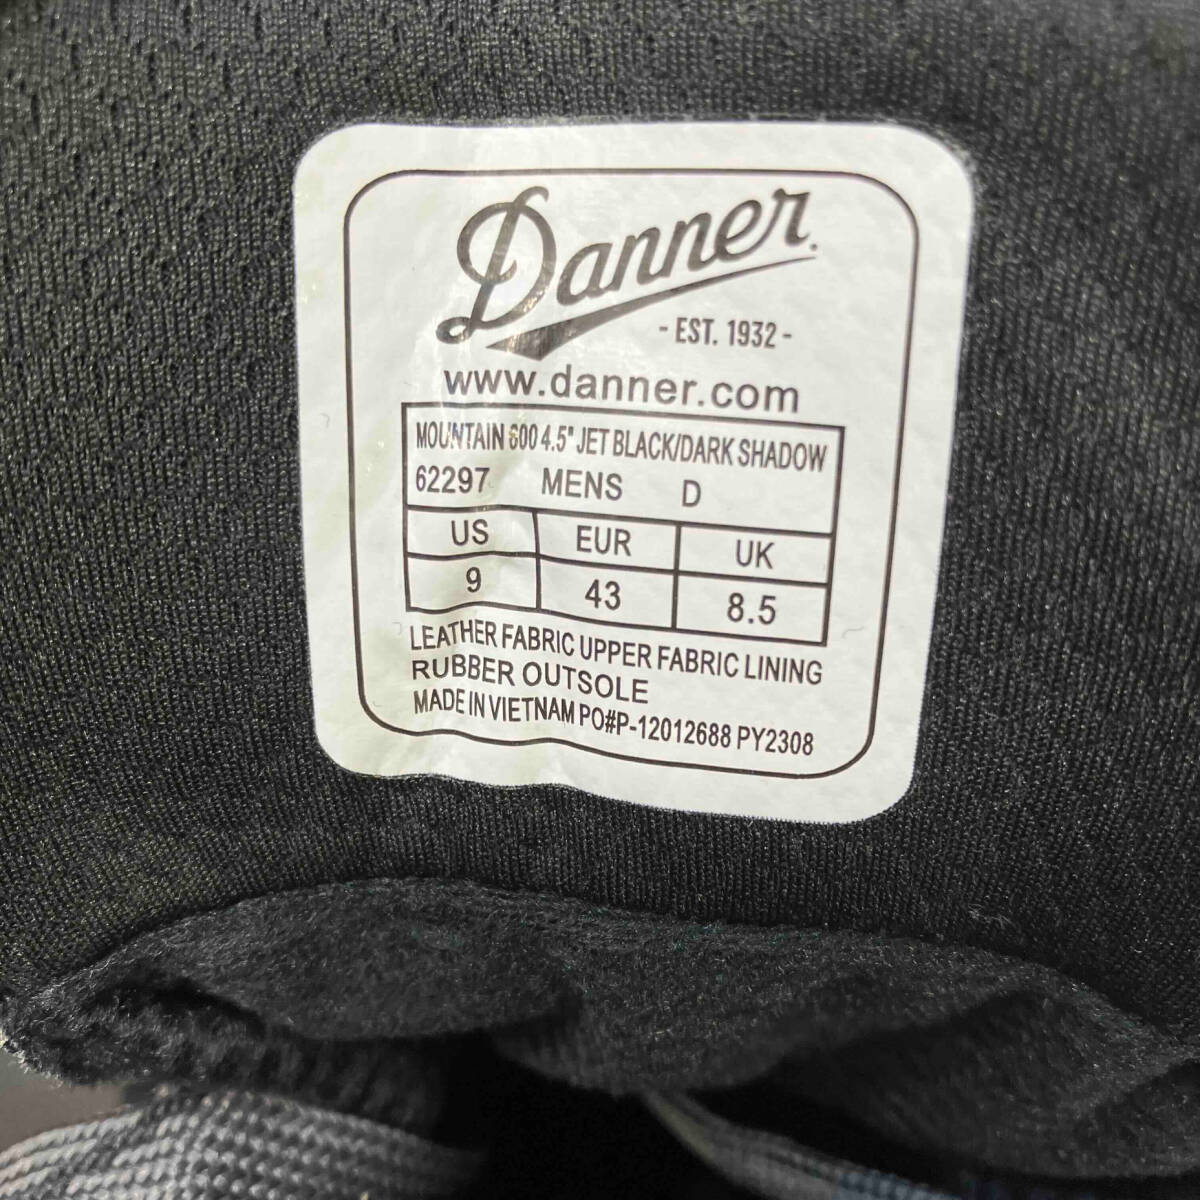 Danner.
- EST. 1932 -
www.danner.com
MOUNTAIN 600 4.5" JET BLACK/DARK SHADOW
62297 MENS D
US EUR UK
9 43 8.5
LEATHER FABRIC UPPER FABRIC LINING
RUBBER OUTSOLE
MADE IN VIETNAM PO#P-12012688 PY2308